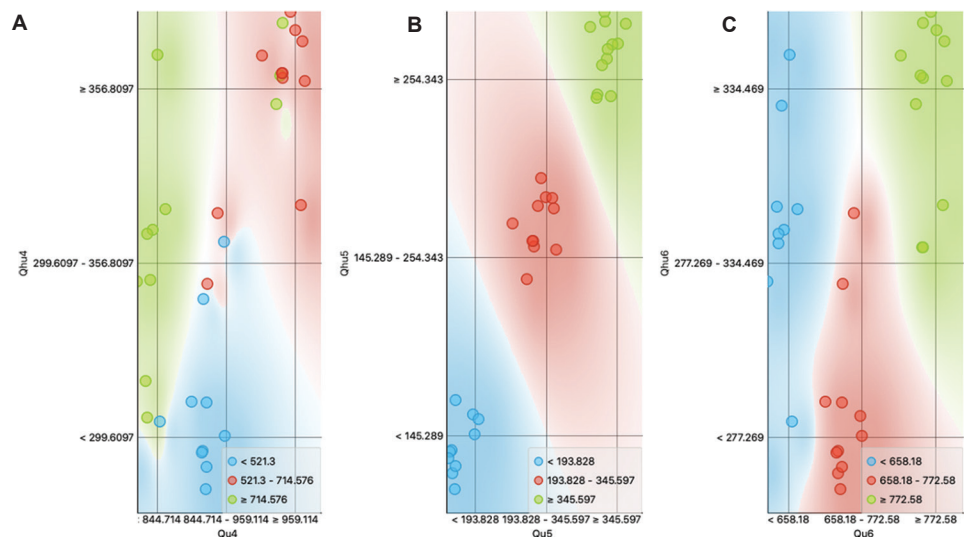 A
B
C
Qhu4
≥ 356.8097
299.6097 - 356.8097
< 299.6097
< 521.3
521.3 - 714.576
≥ 714.576
: 844.714 844.714 - 959.114 ≥ 959.114
Qu4
Qhu5
≥ 254.343
145.289 - 254.343
< 145.289
< 193.828
193.828 - 345.597
≥ 345.597
< 193.828 193.828 - 345.597 ≥ 345.597
Qu5
Qhu6
≥ 334.469
277.269 - 334.469
< 277.269
< 658.18
658.18 - 772.58
≥ 772.58
< 658.18 658.18 - 772.58 ≥ 772.58
Qu6